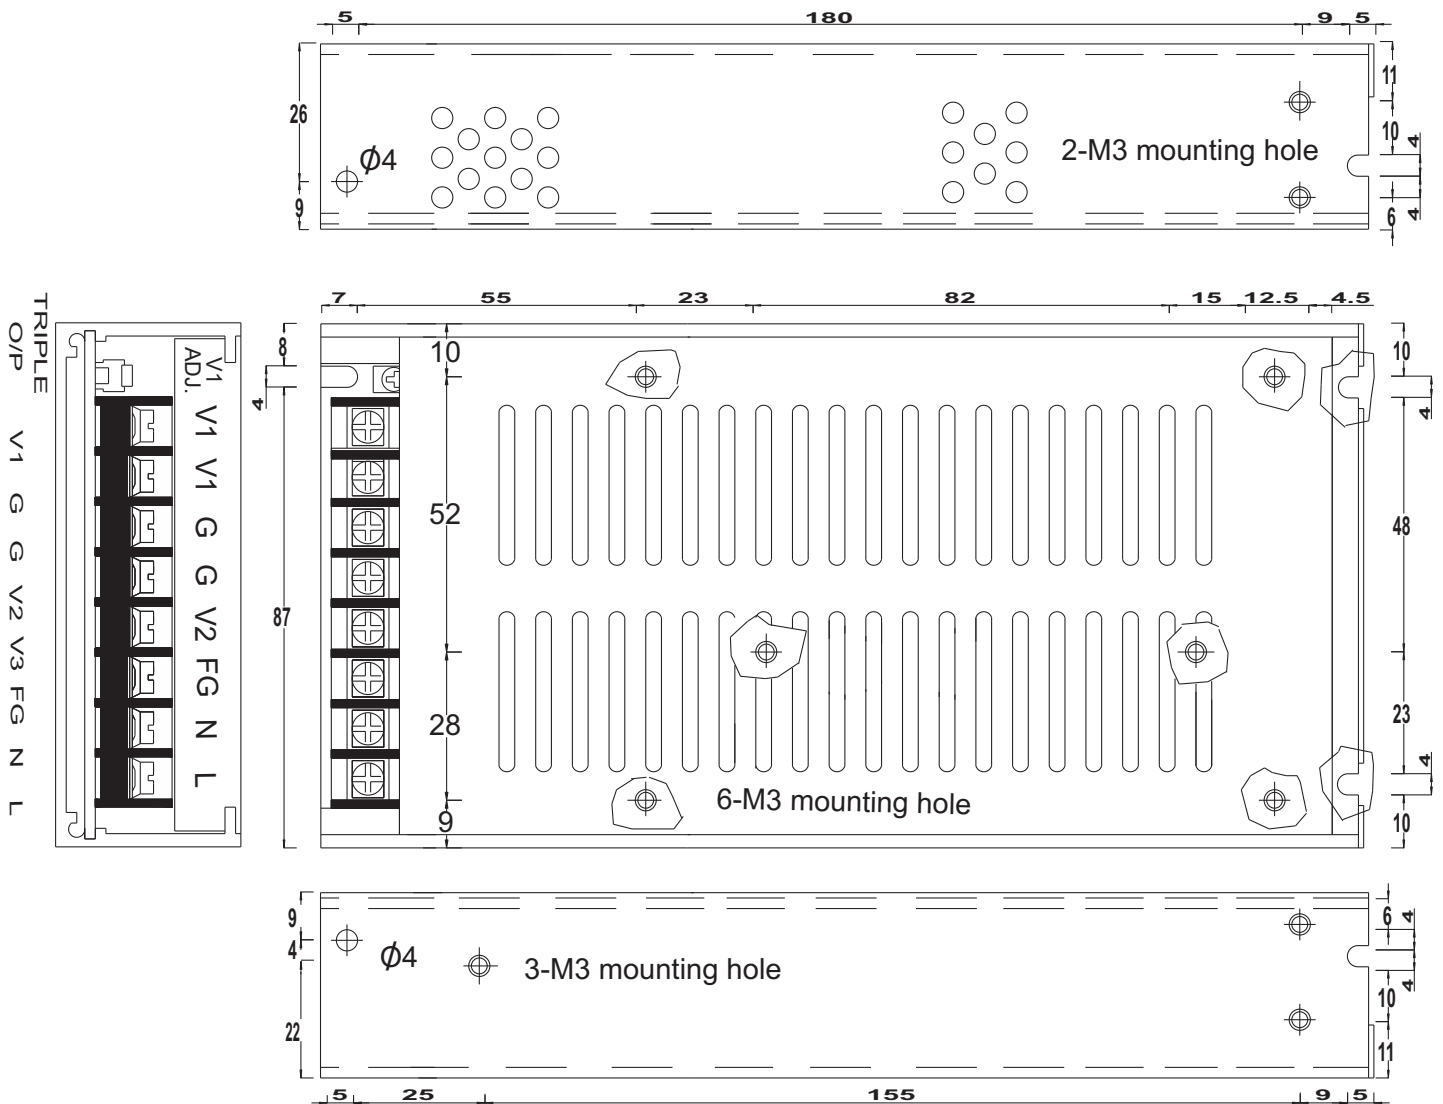 5 180 9 5
26
9
ϕ4
2-M3 mounting hole
11
10
4
4
6
7 55 23 82 15 12.5 4.5
TRIPLE
O/P
V1
G
G
V2
V3
FG
N
L
V1
ADJ.
V1
V1
G
G
V2
FG
N
L
8
4
87
10
52
28
9
6-M3 mounting hole
10
4
48
23
4
10
9
4
22
ϕ4
3-M3 mounting hole
6
4
4
10
11
5 25 155 9 5